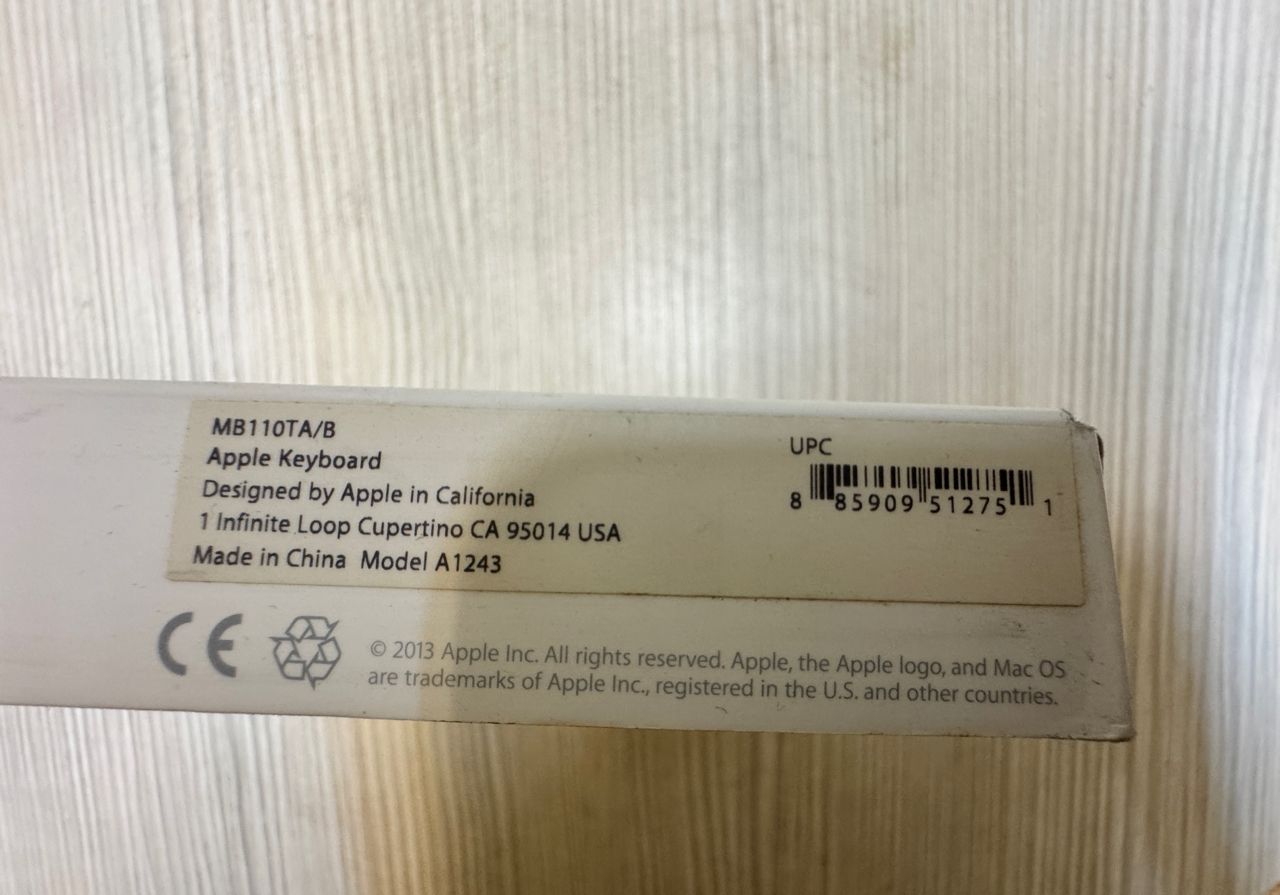 MB110TA/B
Apple Keyboard
Designed by Apple in California
1 Infinite Loop Cupertino CA 95014 USA
Made in China  Model A1243
UPC
8 85909 51275 1
CE
© 2013 Apple Inc. All rights reserved. Apple, the Apple logo, and Mac OS
are trademarks of Apple Inc., registered in the U.S. and other countries.